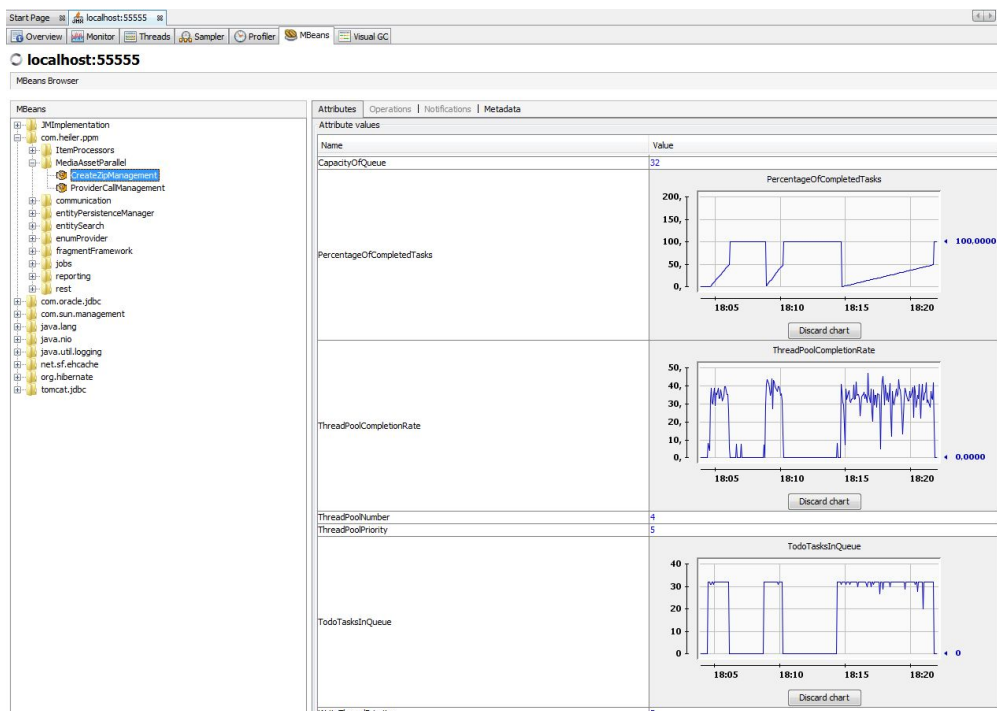 Start Page localhost:55555
Overview Monitor Threads Sampler Profiler MBeans Visual GC
localhost:55555
MBeans Browser
MBeans
JMImplementation
com.heiler.ppm
ItemProcessors
MediaAssetParallel
CreateZipManagement
ProviderCallManagement
communication
entityPersistenceManager
entitySearch
enumProvider
fragmentFramework
jobs
reporting
rest
com.oracle.jdbc
com.sun.management
java.lang
java.nio
java.util.logging
net.sf.ehcache
org.hibernate
tomcat.jdbc
Attributes Operations Notifications Metadata
Attribute values
Name Value
CapacityOfQueue 32
PercentageOfCompletedTasks
PercentageOfCompletedTasks
200,
150,
100,
50,
0,
100.0000
18:05 18:10 18:15 18:20
Discard chart
ThreadPoolCompletionRate
ThreadPoolCompletionRate
50,
40,
30,
20,
10,
0,
0.0000
18:05 18:10 18:15 18:20
Discard chart
ThreadPoolNumber 4
ThreadPoolPriority 5
TodoTasksInQueue
TodoTasksInQueue
40
30
20
10
0
0
18:05 18:10 18:15 18:20
Discard chart